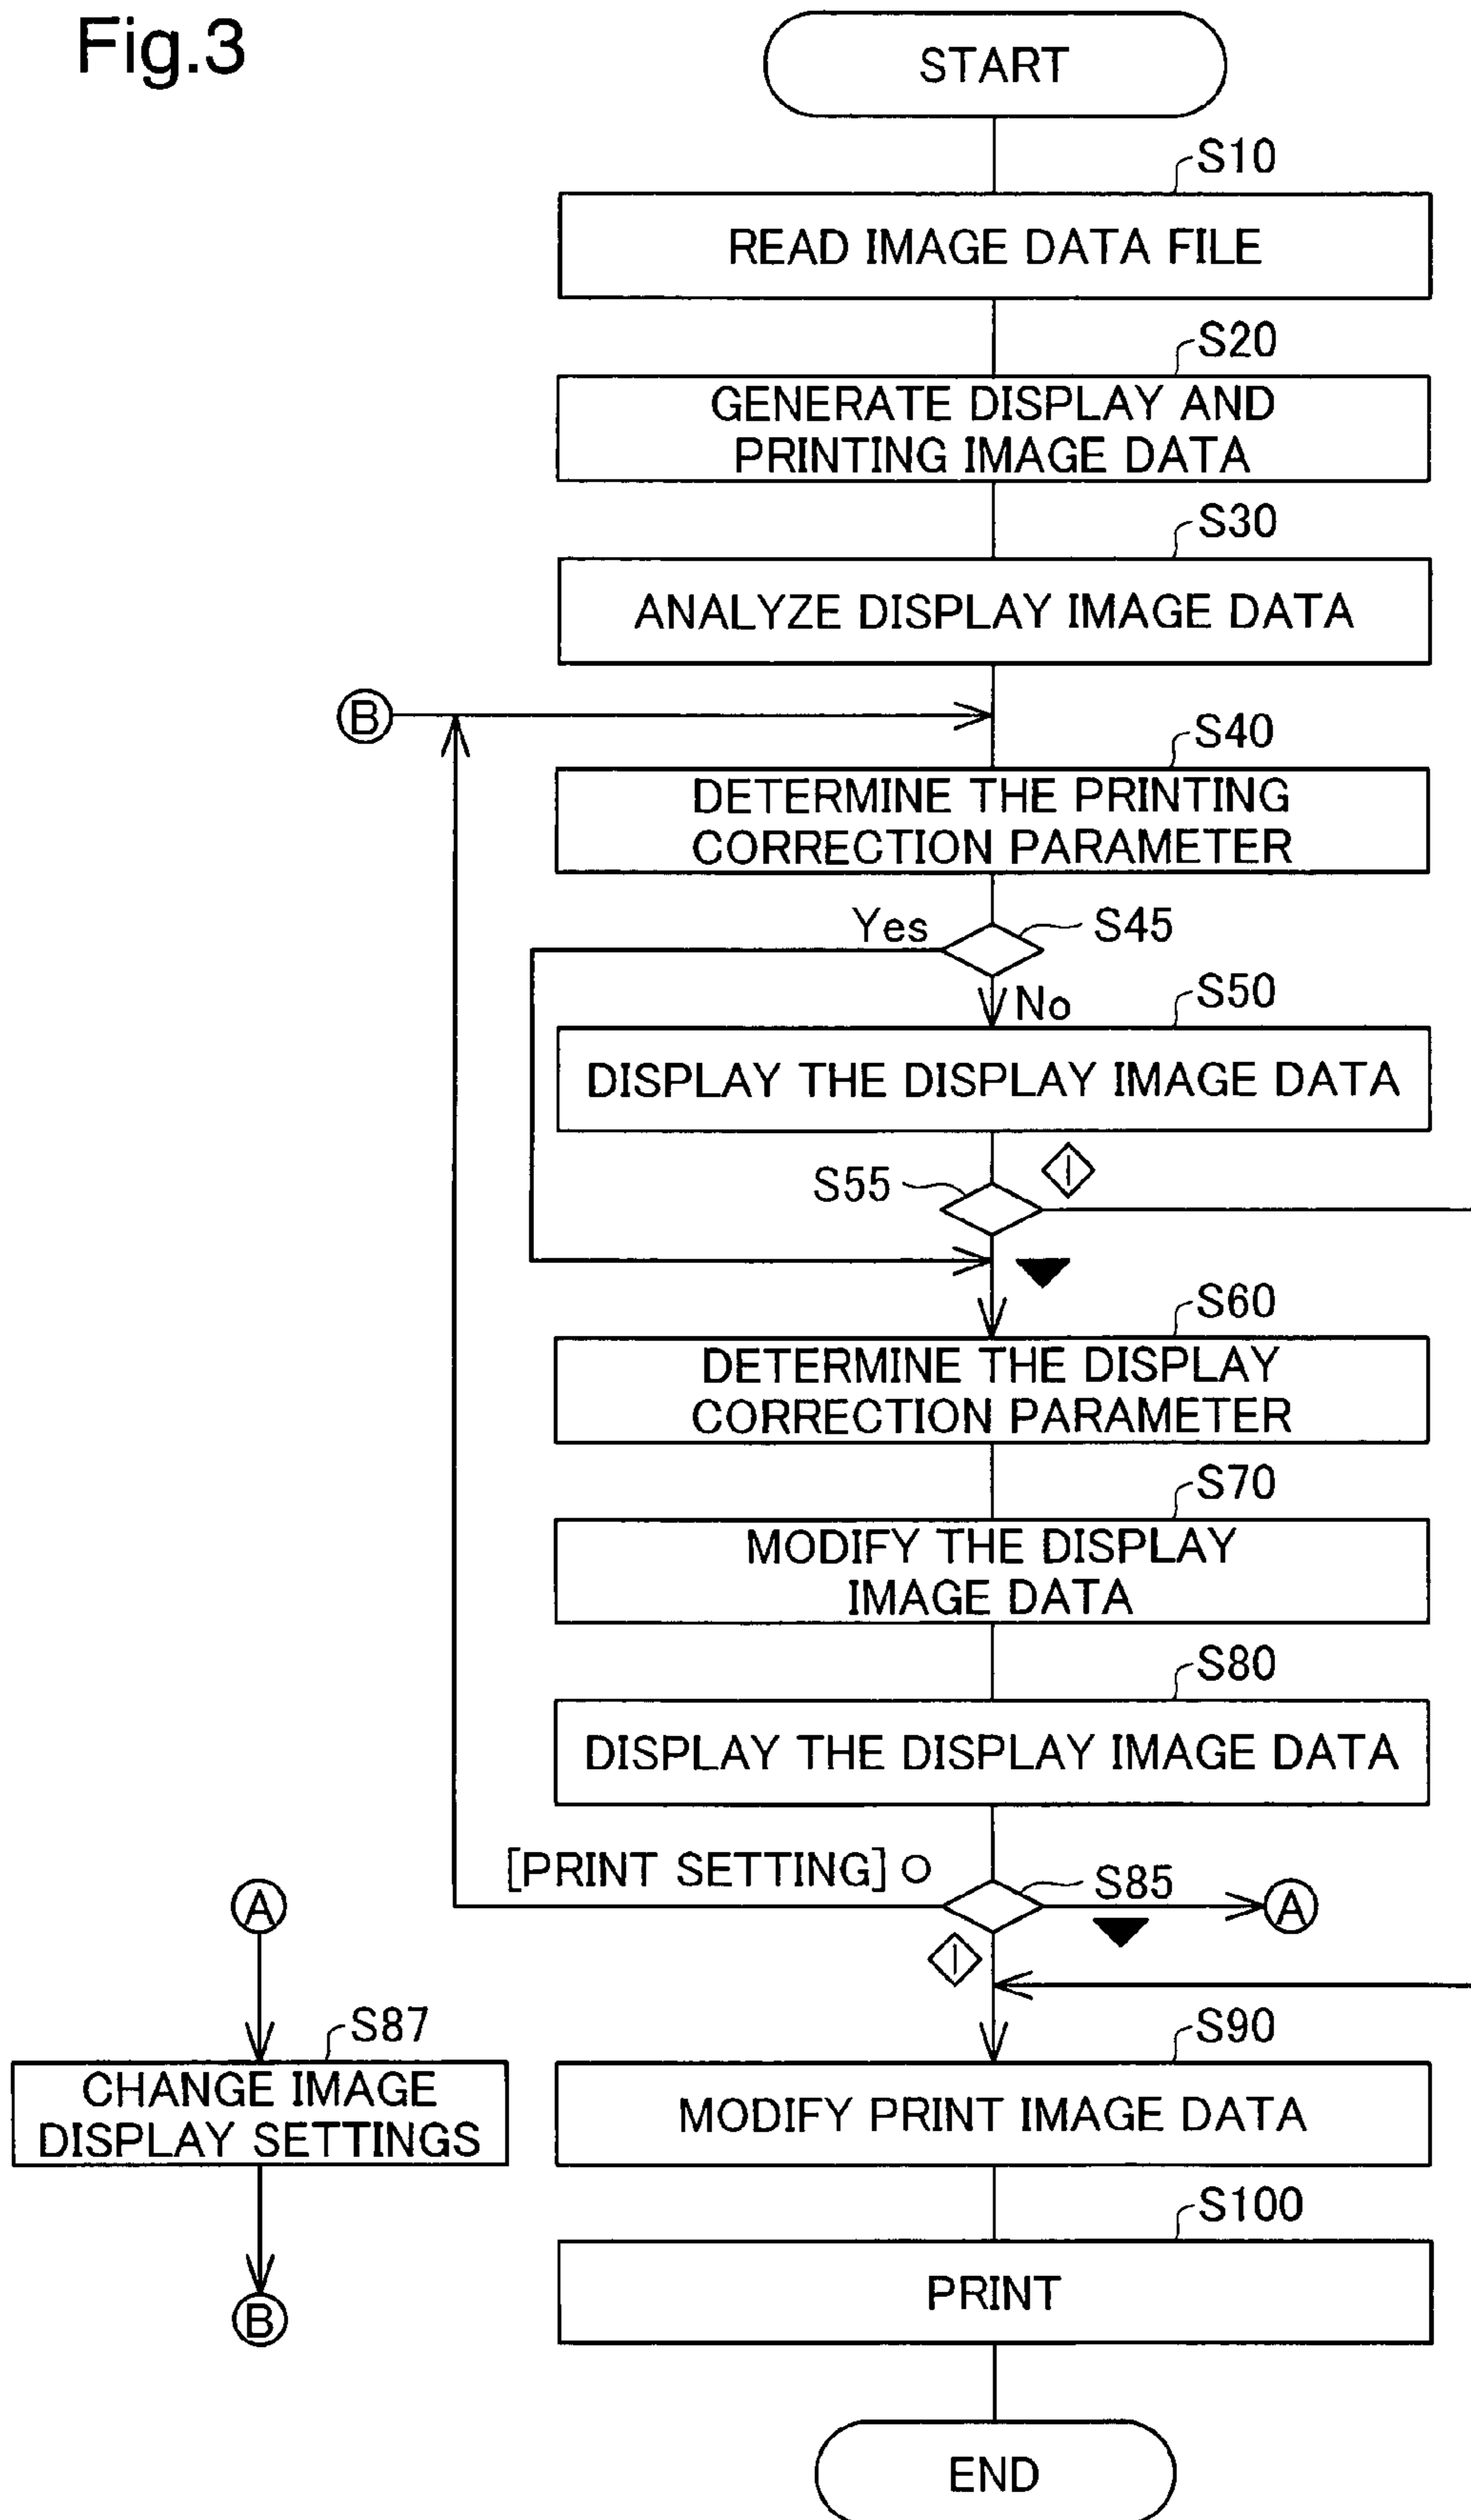 Fig.3
START
S10
READ IMAGE DATA FILE
S20
GENERATE DISPLAY AND
PRINTING IMAGE DATA
S30
ANALYZE DISPLAY IMAGE DATA
B
S40
DETERMINE THE PRINTING
CORRECTION PARAMETER
Yes
S45
No
S50
DISPLAY THE DISPLAY IMAGE DATA
S55
S60
DETERMINE THE DISPLAY
CORRECTION PARAMETER
S70
MODIFY THE DISPLAY
IMAGE DATA
S80
DISPLAY THE DISPLAY IMAGE DATA
[PRINT SETTING]
S85
A
A
S87
CHANGE IMAGE
DISPLAY SETTINGS
B
S90
MODIFY PRINT IMAGE DATA
S100
PRINT
END